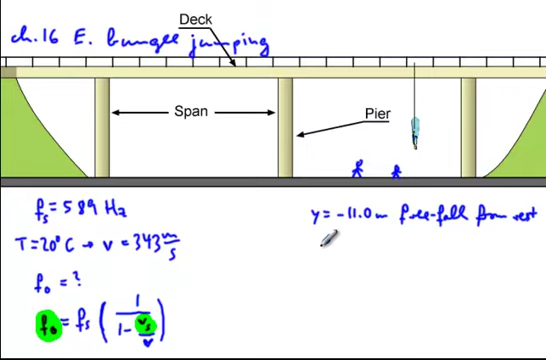 Deck
ch.16 E. bungee jumping
Span
Pier
fs = 589 Hz
y = -11.0 m free-fall from rest
T = 20° C → v = 343 m/s
fo = ?
fo = fs ( 1 / 1 - vs/v )